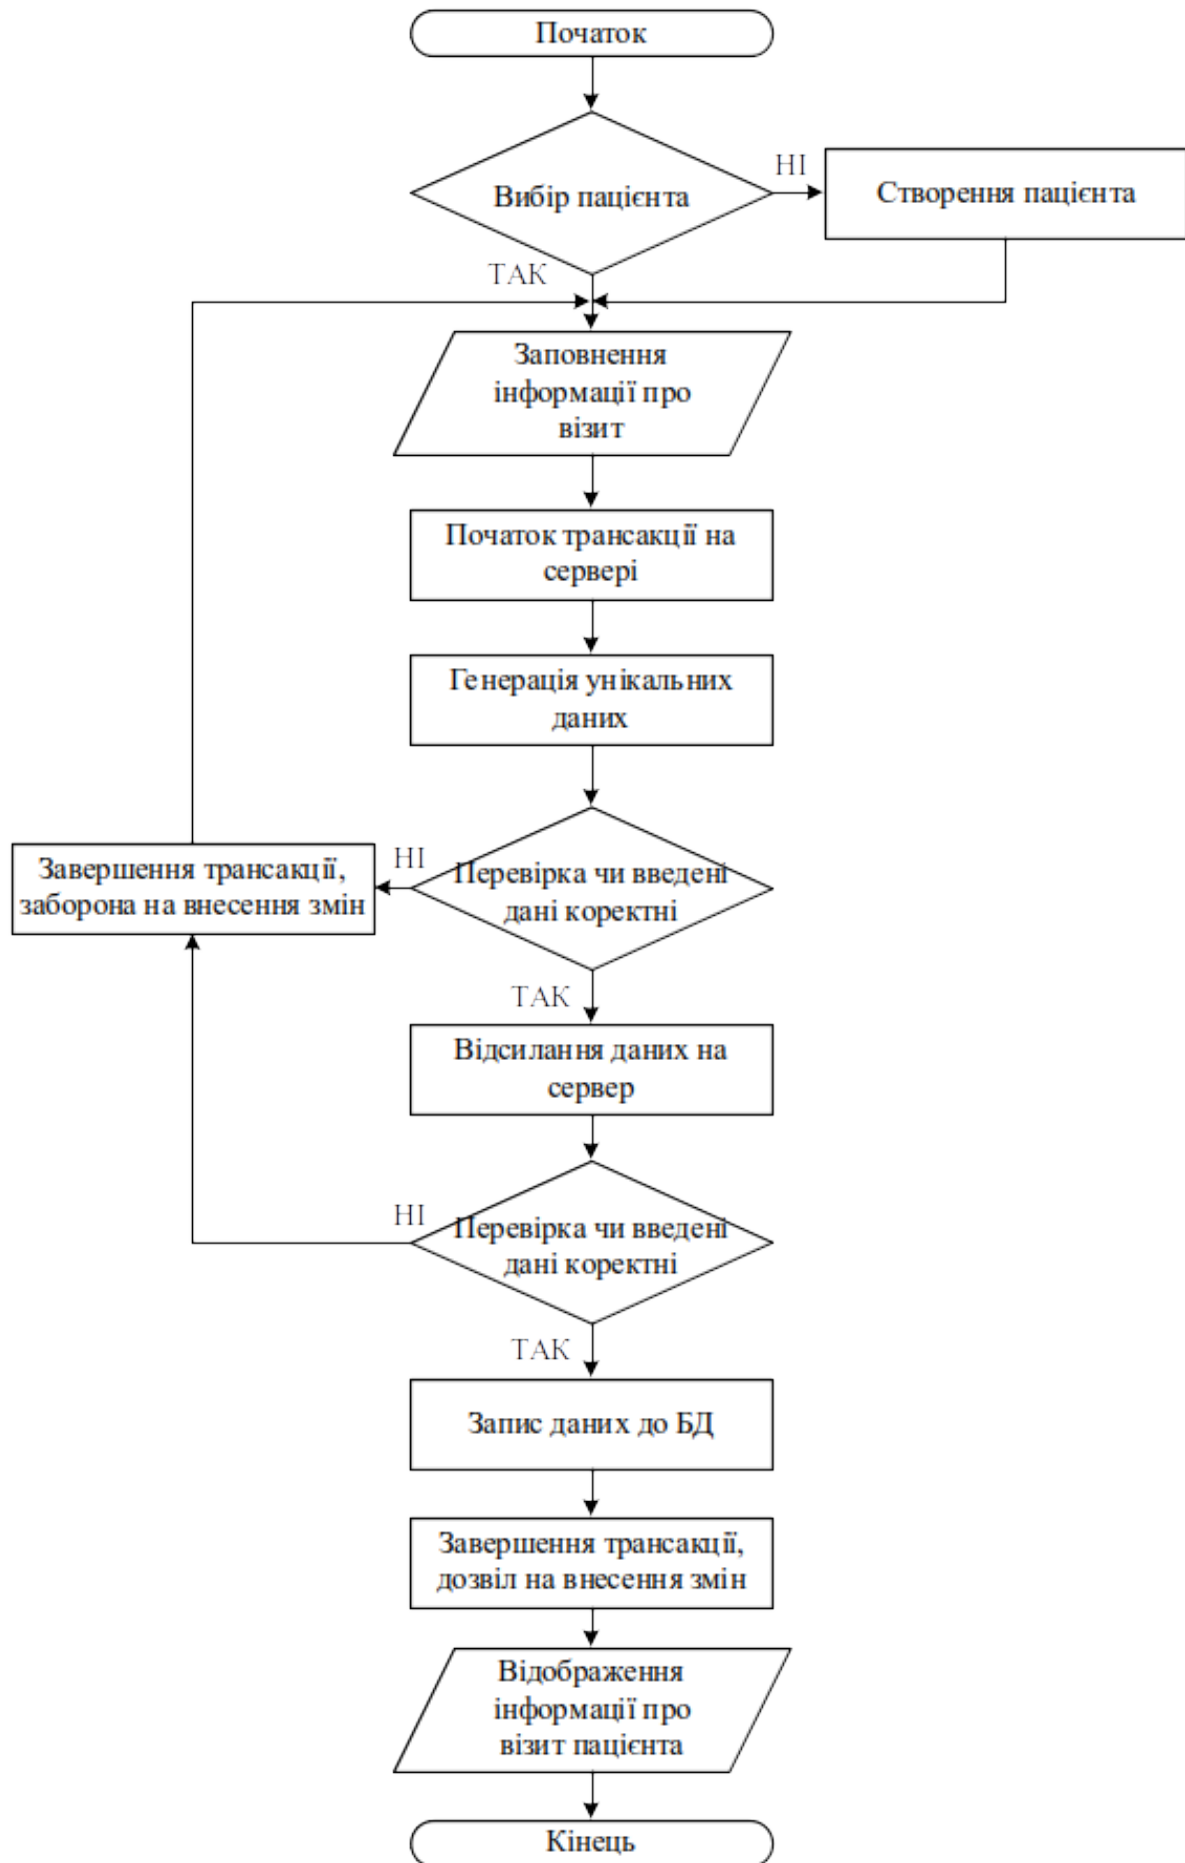 Початок
Вибір пацієнта
НІ
Створення пацієнта
ТАК
Заповнення
інформації про
візит
Початок трансакції на
сервері
Генерація унікальних
даних
Завершення трансакції,
заборона на внесення змін
НІ
Перевірка чи введені
дані коректні
ТАК
Відсилання даних на
сервер
НІ
Перевірка чи введені
дані коректні
ТАК
Запис даних до БД
Завершення трансакції,
дозвіл на внесення змін
Відображення
інформації про
візит пацієнта
Кінець